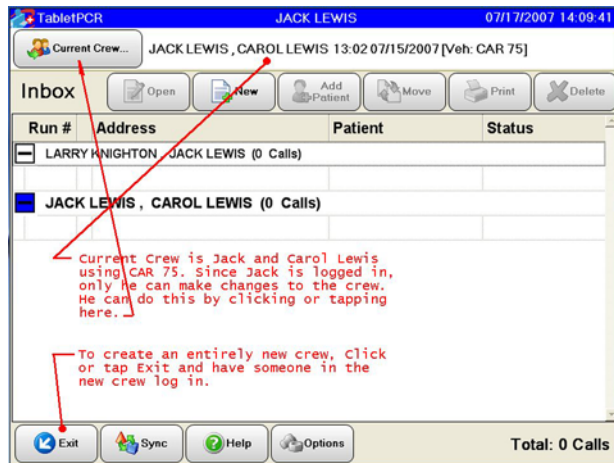 TabletPCR JACK LEWIS 07/17/2007 14:09:41
Current Crew... JACK LEWIS , CAROL LEWIS 13:02 07/15/2007 [Veh: CAR 75]
Inbox Open New Add Patient Move Print Delete
Run # Address Patient Status
LARRY KNIGHTON , JACK LEWIS (0 Calls)
JACK LEWIS , CAROL LEWIS (0 Calls)
Current Crew is Jack and Carol Lewis
using CAR 75. Since Jack is logged in,
only he can make changes to the crew.
He can do this by clicking or tapping
here.
To create an entirely new crew, Click
or tap Exit and have someone in the
new crew log in.
Exit Sync Help Options Total: 0 Calls